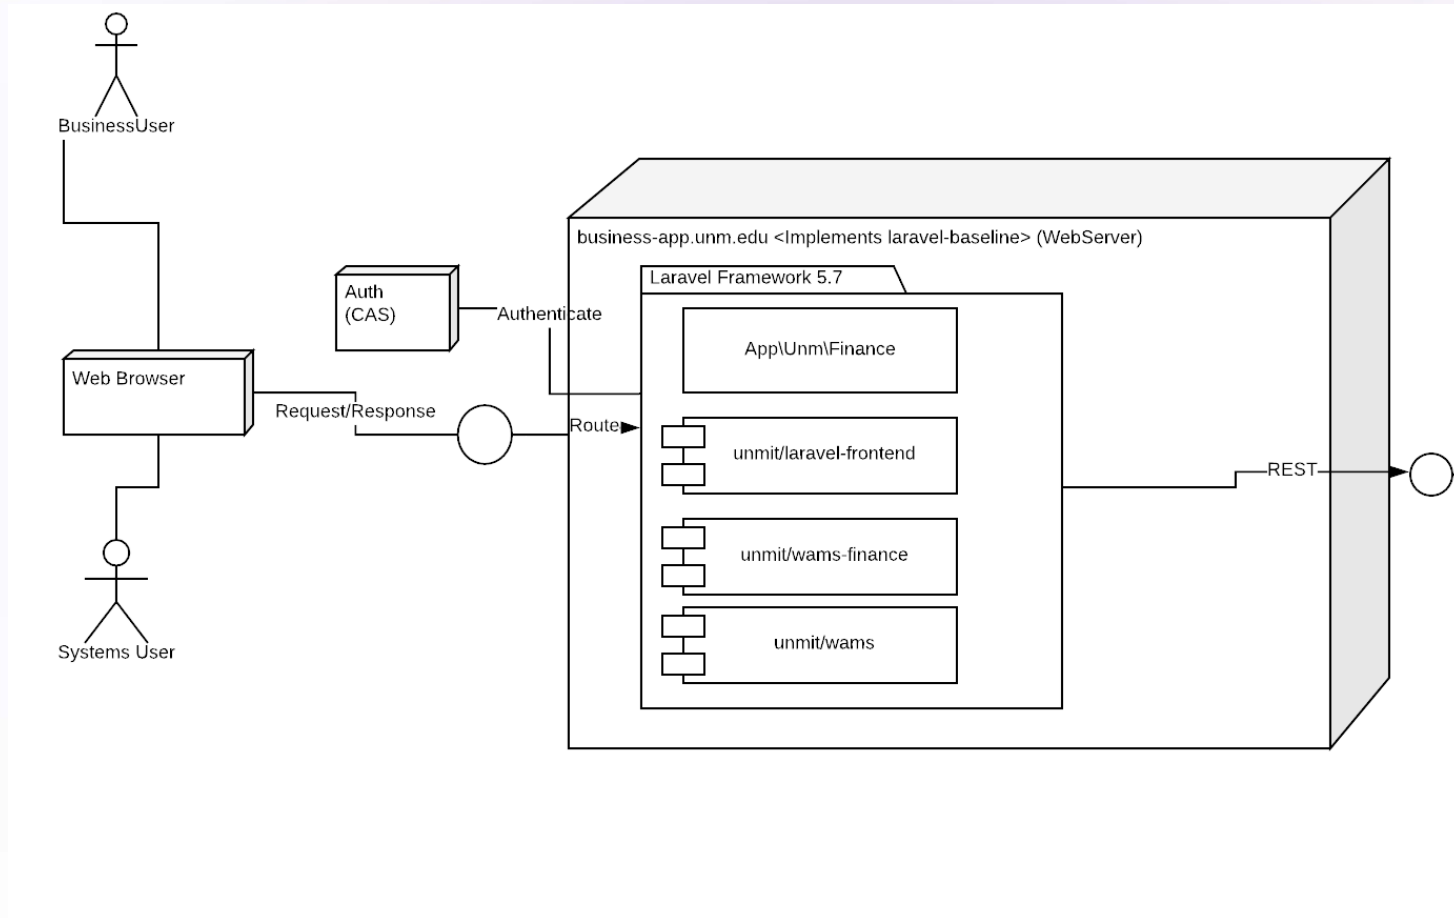 BusinessUser
business-app.unm.edu <Implements laravel-baseline> (WebServer)
Laravel Framework 5.7
Auth
(CAS)
Authenticate
App\Unm\Finance
Web Browser
Request/Response
Route
unmit/laravel-frontend
REST
unmit/wams-finance
unmit/wams
Systems User